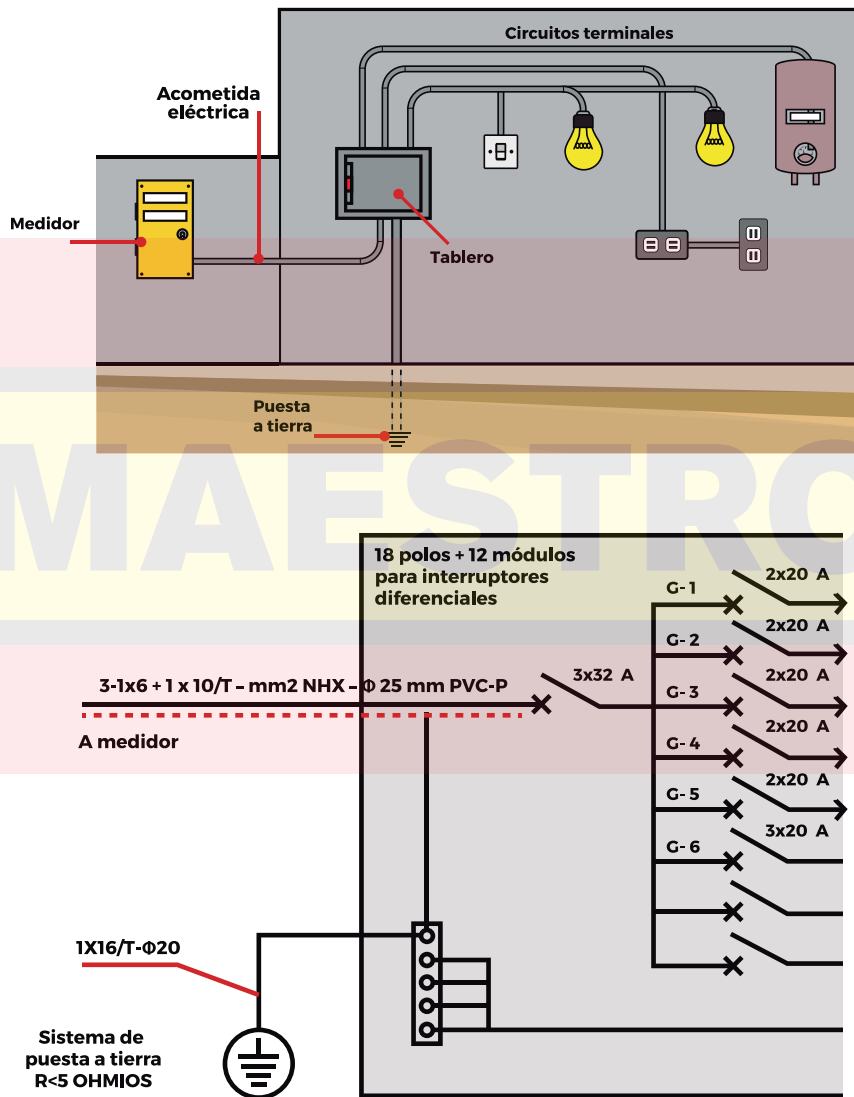 Circuitos terminales
Acometida
eléctrica
Medidor
Tablero
Puesta
a tierra
MAESTRO
18 polos + 12 módulos
para interruptores
diferenciales
G-1
2x20 A
G-2
2x20 A
3-1x6 + 1 x 10/T - mm2 NHX - Φ 25 mm PVC-P
3x32 A
G-3
2x20 A
A medidor
G-4
2x20 A
G-5
2x20 A
G-6
3x20 A
1X16/T-Φ20
Sistema de
puesta a tierra
R<5 OHMIOS